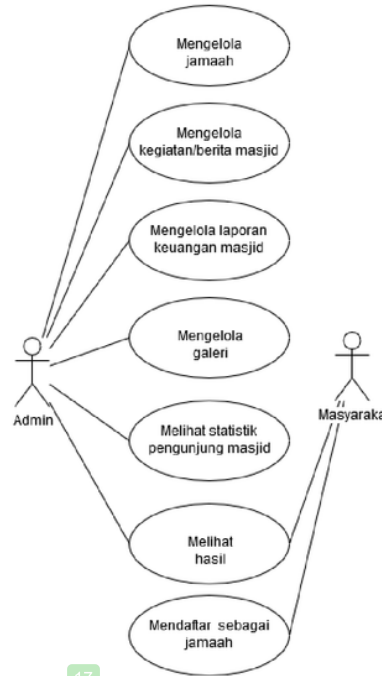 Mengelola
jamaah
Mengelola
kegiatan/berita masjid
Mengelola laporan
keuangan masjid
Mengelola
galeri
Admin
Masyaraka
Melihat statistik
pengunjung masjid
Melihat
hasil
Mendaftar sebagai
jamaah
17